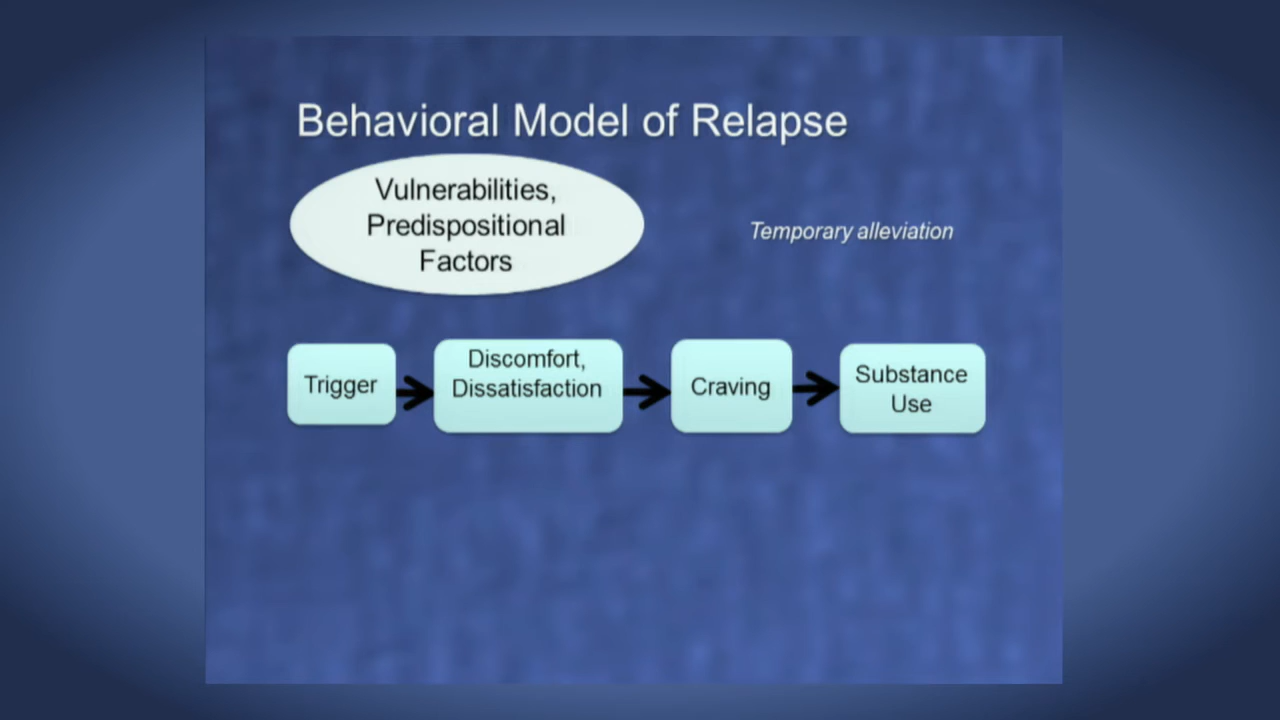 Behavioral Model of Relapse
Vulnerabilities,
Predispositional
Factors
Temporary alleviation
Trigger
Discomfort,
Dissatisfaction
Craving
Substance
Use